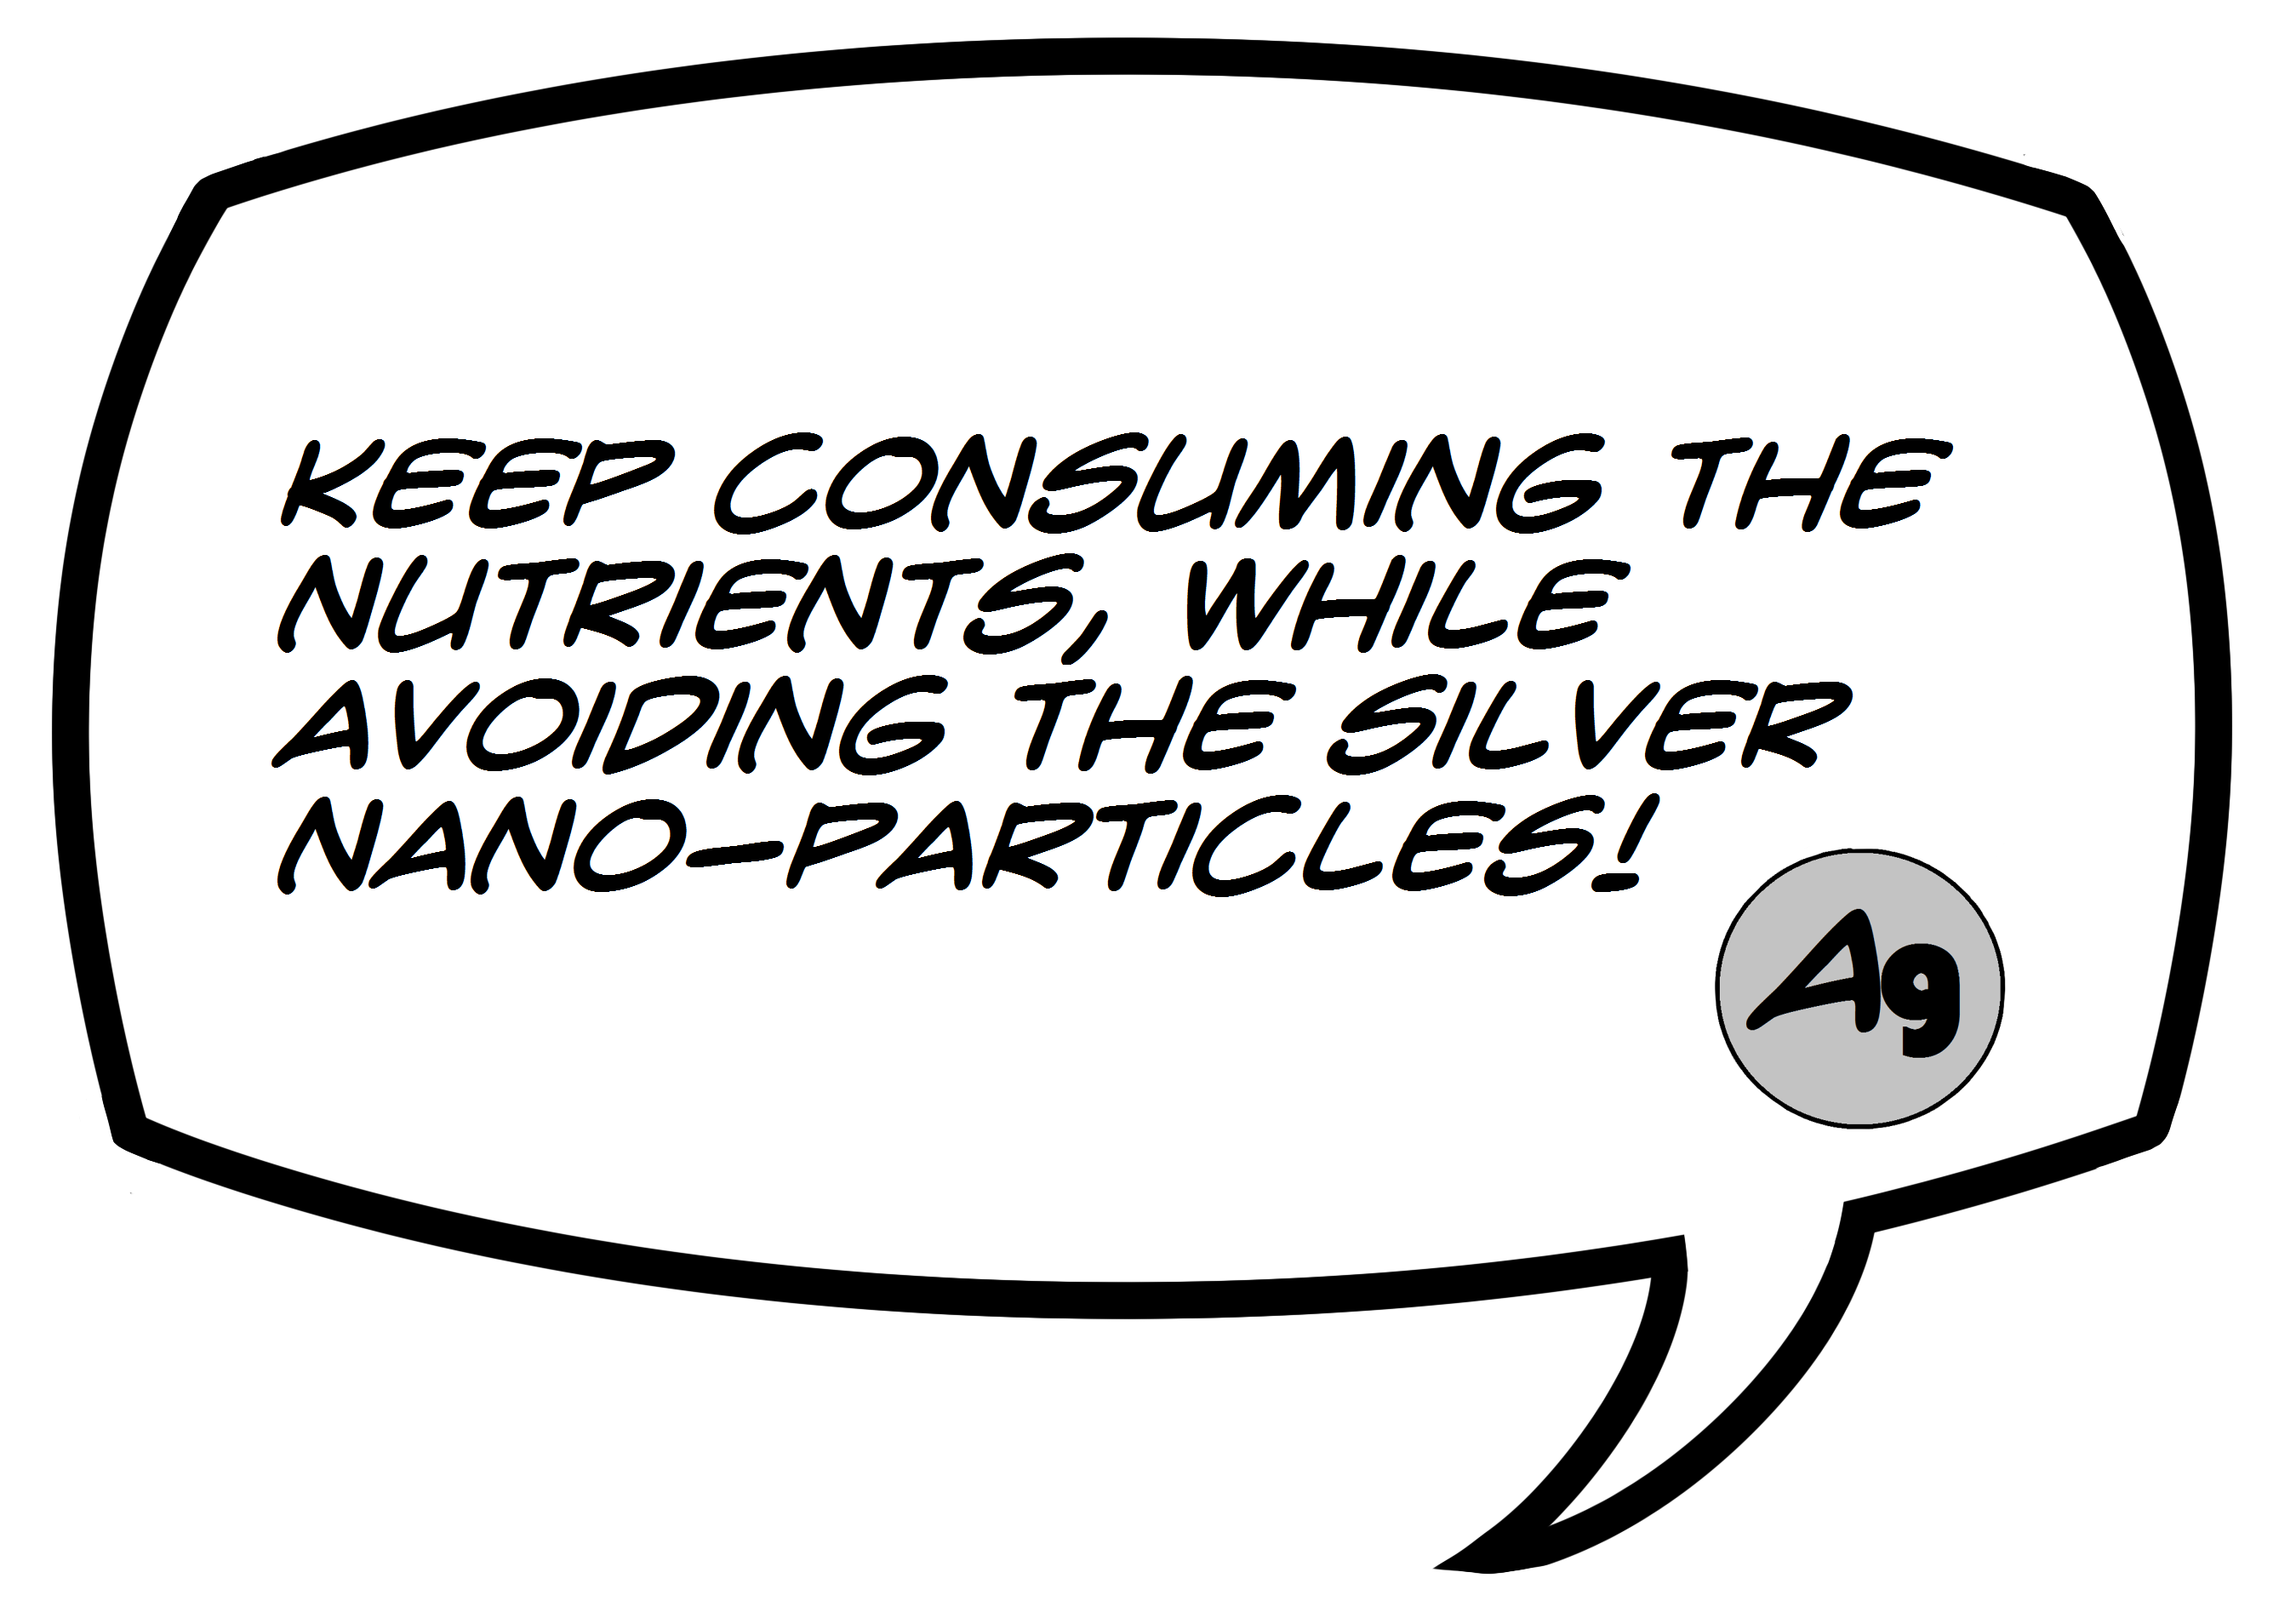 KEEP CONSUMING THE
NUTRIENTS, WHILE
AVOIDING THE SILVER
NANO-PARTICLES!
Ag